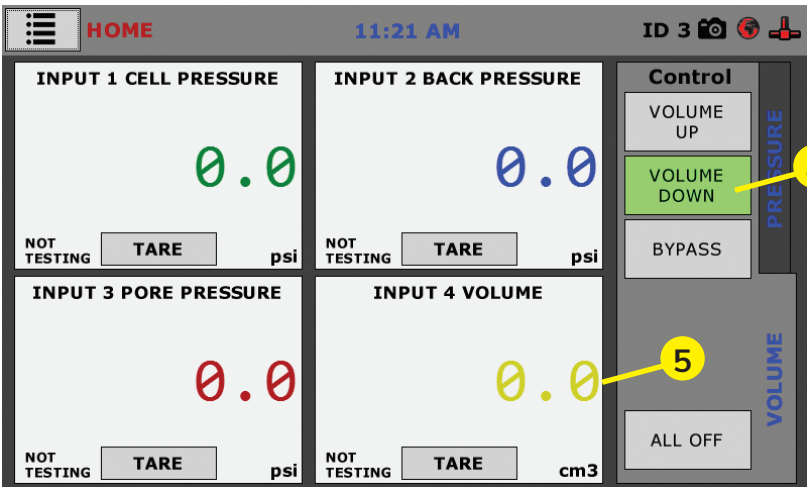 HOME
11:21 AM
ID 3
INPUT 1 CELL PRESSURE
0.0
NOT
TESTING
TARE
psi
INPUT 2 BACK PRESSURE
0.0
NOT
TESTING
TARE
psi
INPUT 3 PORE PRESSURE
0.0
NOT
TESTING
TARE
psi
INPUT 4 VOLUME
0.0
NOT
TESTING
TARE
cm3
5
Control
VOLUME
UP
VOLUME
DOWN
BYPASS
ALL OFF
PRESSURE
VOLUME